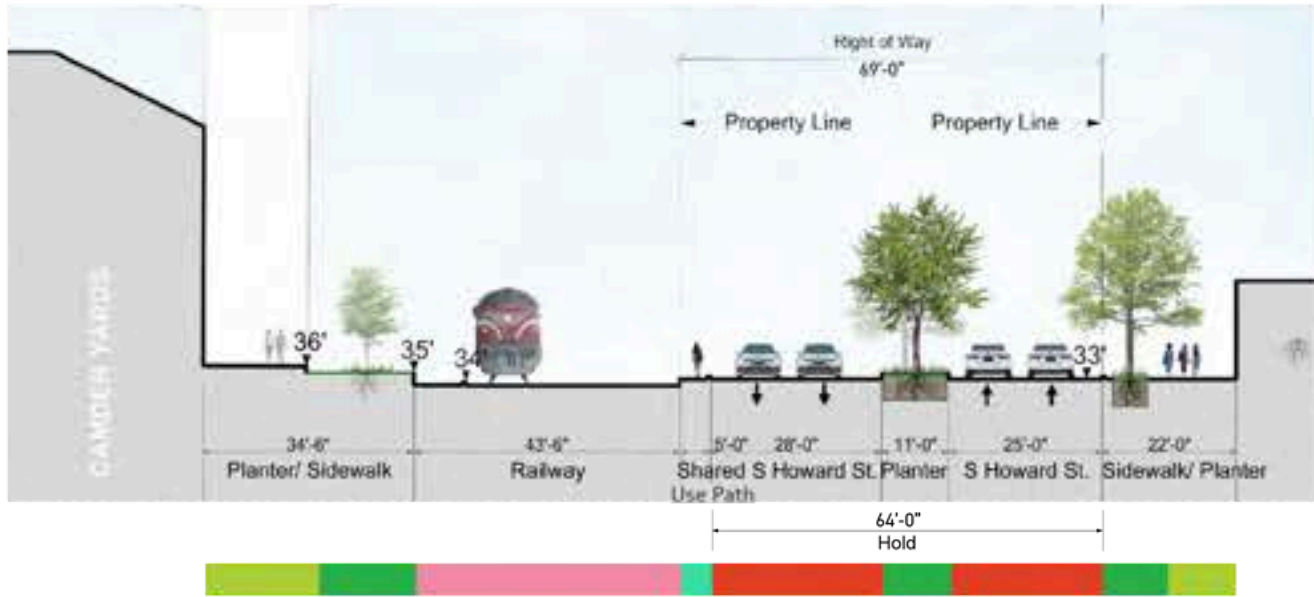 Right of Way
69'-0"
Property Line
Property Line
CAMDEN YARDS
36'
35'
34'
33'
34'-6"
43'-6"
5'-0"
28'-0"
11'-0"
25'-0"
22'-0"
Planter/ Sidewalk
Railway
Shared
S Howard St.
Planter
S Howard St.
Sidewalk/ Planter
Use Path
64'-0"
Hold